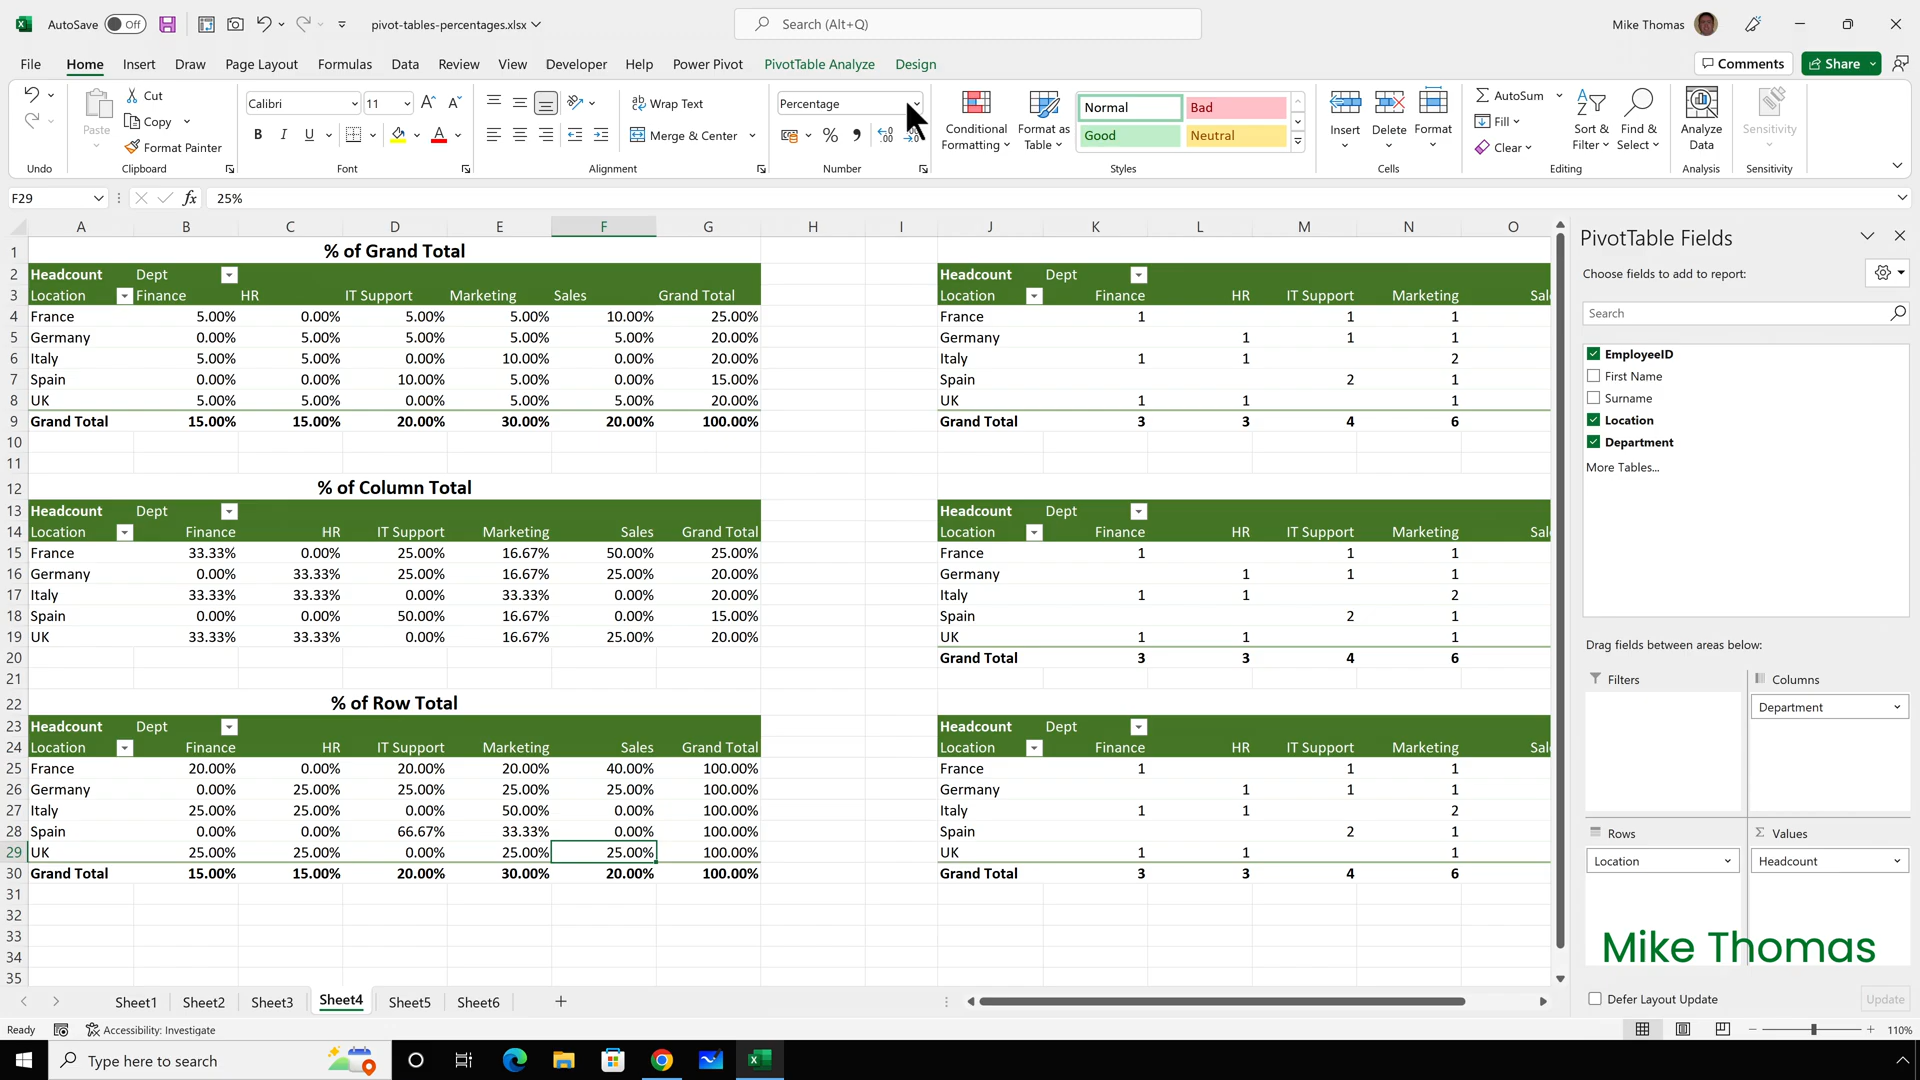 AutoSave Off pivot-tables-percentages.xlsx Search (Alt+Q) Mike Thomas
File Home Insert Draw Page Layout Formulas Data Review View Developer Help Power Pivot PivotTable Analyze Design Comments Share
Paste Cut Copy Format Painter
Calibri 11 B I U A
Wrap Text Merge & Center
Percentage
Conditional Formatting Format as Table Normal Bad Good Neutral
Insert Delete Format
AutoSum Fill Clear Sort & Filter Find & Select
Analyze Data Sensitivity
Undo Clipboard Font Alignment Number Styles Cells Editing Analysis Sensitivity
F29 fx 25%
A B C D E F G H I J K L M N O
1 % of Grand Total
2 Headcount Dept Headcount Dept
3 Location Finance HR IT Support Marketing Sales Grand Total Location Finance HR IT Support Marketing
4 France 5.00% 0.00% 5.00% 5.00% 10.00% 25.00% France 1 1 1
5 Germany 0.00% 5.00% 5.00% 5.00% 5.00% 20.00% Germany 1 1 1
6 Italy 5.00% 5.00% 0.00% 10.00% 0.00% 20.00% Italy 1 1 2
7 Spain 0.00% 0.00% 10.00% 5.00% 0.00% 15.00% Spain 2 1
8 UK 5.00% 5.00% 0.00% 5.00% 5.00% 20.00% UK 1 1 1
9 Grand Total 15.00% 15.00% 20.00% 30.00% 20.00% 100.00% Grand Total 3 3 4 6
10
11
12 % of Column Total
13 Headcount Dept Headcount Dept
14 Location Finance HR IT Support Marketing Sales Grand Total Location Finance HR IT Support Marketing
15 France 33.33% 0.00% 25.00% 16.67% 50.00% 25.00% France 1 1 1
16 Germany 0.00% 33.33% 25.00% 16.67% 25.00% 20.00% Germany 1 1 1
17 Italy 33.33% 33.33% 0.00% 33.33% 0.00% 20.00% Italy 1 1 2
18 Spain 0.00% 0.00% 50.00% 16.67% 0.00% 15.00% Spain 2 1
19 UK 33.33% 33.33% 0.00% 16.67% 25.00% 20.00% UK 1 1 1
20 Grand Total 3 3 4 6
21
22 % of Row Total
23 Headcount Dept Headcount Dept
24 Location Finance HR IT Support Marketing Sales Grand Total Location Finance HR IT Support Marketing
25 France 20.00% 0.00% 20.00% 20.00% 40.00% 100.00% France 1 1 1
26 Germany 0.00% 25.00% 25.00% 25.00% 25.00% 100.00% Germany 1 1 1
27 Italy 25.00% 25.00% 0.00% 50.00% 0.00% 100.00% Italy 1 1 2
28 Spain 0.00% 0.00% 66.67% 33.33% 0.00% 100.00% Spain 2 1
29 UK 25.00% 25.00% 0.00% 25.00% 25.00% 100.00% UK 1 1 1
30 Grand Total 15.00% 15.00% 20.00% 30.00% 20.00% 100.00% Grand Total 3 3 4 6
31
32
33
34
35
PivotTable Fields
Choose fields to add to report:
Search
EmployeeID
First Name
Surname
Location
Department
More Tables...
Drag fields between areas below:
Filters Columns
Department
Rows Values
Location Headcount
Mike Thomas
Defer Layout Update Update
Sheet1 Sheet2 Sheet3 Sheet4 Sheet5 Sheet6
Ready Accessibility: Investigate 110%
Type here to search